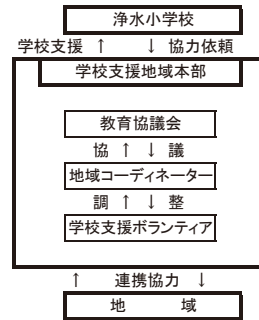 浄水小学校
学校支援 ↑ ↓ 協力依頼
学校支援地域本部
教育協議会
協 ↑ ↓ 議
地域コーディネーター
調 ↑ ↓ 整
学校支援ボランティア
↑ 連携協力 ↓
地 域